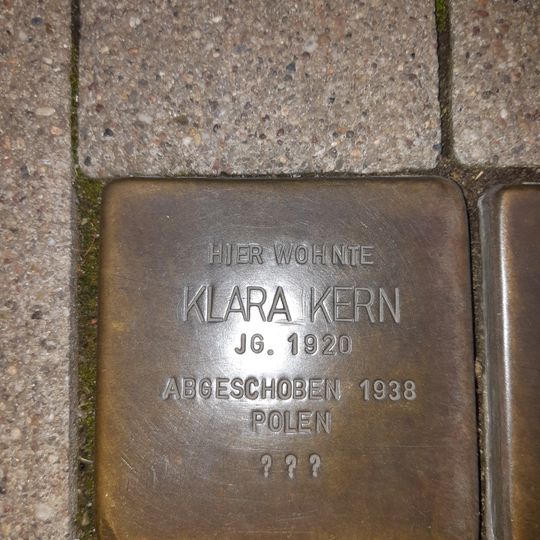 HIER WOHNTE
KLARA KERN
JG. 1920
ABGESCHOBEN 1938
POLEN
???